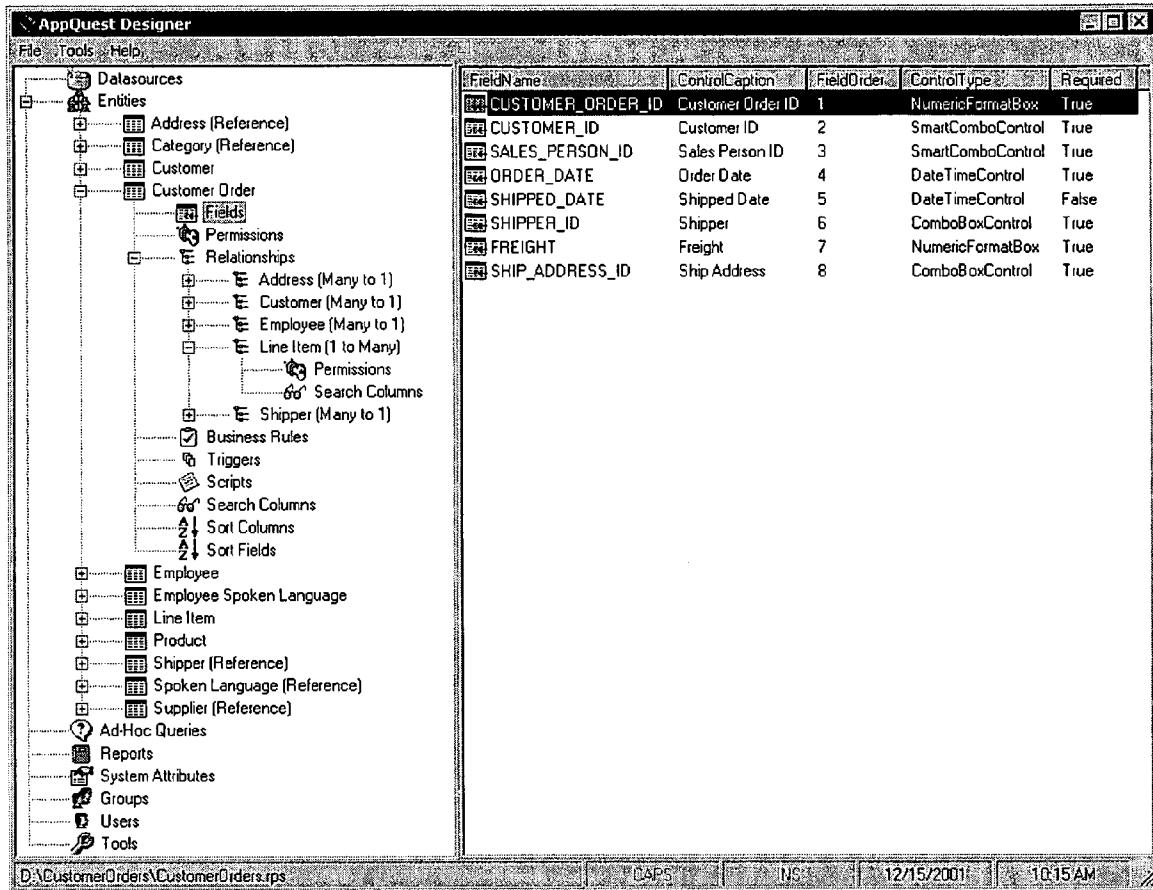 AppQuest Designer
File Tools Help
Datasources
Entities
Address (Reference)
Category (Reference)
Customer
Customer Order
Fields
Permissions
Relationships
Address (Many to 1)
Customer (Many to 1)
Employee (Many to 1)
Line Item (1 to Many)
Permissions
Search Columns
Shipper (Many to 1)
Business Rules
Triggers
Scripts
Search Columns
Sort Columns
Sort Fields
Employee
Employee Spoken Language
Line Item
Product
Shipper (Reference)
Spoken Language (Reference)
Supplier (Reference)
Ad-Hoc Queries
Reports
System Attributes
Groups
Users
Tools
FieldName ControlCaption FieldOrder ControlType Required
CUSTOMER_ORDER_ID Customer Order ID 1 NumericFormatBox True
CUSTOMER_ID Customer ID 2 SmartComboControl True
SALES_PERSON_ID Sales Person ID 3 SmartComboControl True
ORDER_DATE Order Date 4 DateTimeControl True
SHIPPED_DATE Shipped Date 5 DateTimeControl False
SHIPPER_ID Shipper 6 ComboBoxControl True
FREIGHT Freight 7 NumericFormatBox True
SHIP_ADDRESS_ID Ship Address 8 ComboBoxControl True
D:\CustomerOrders\CustomerOrders.rps CAPS INS 12/15/2001 10:15 AM